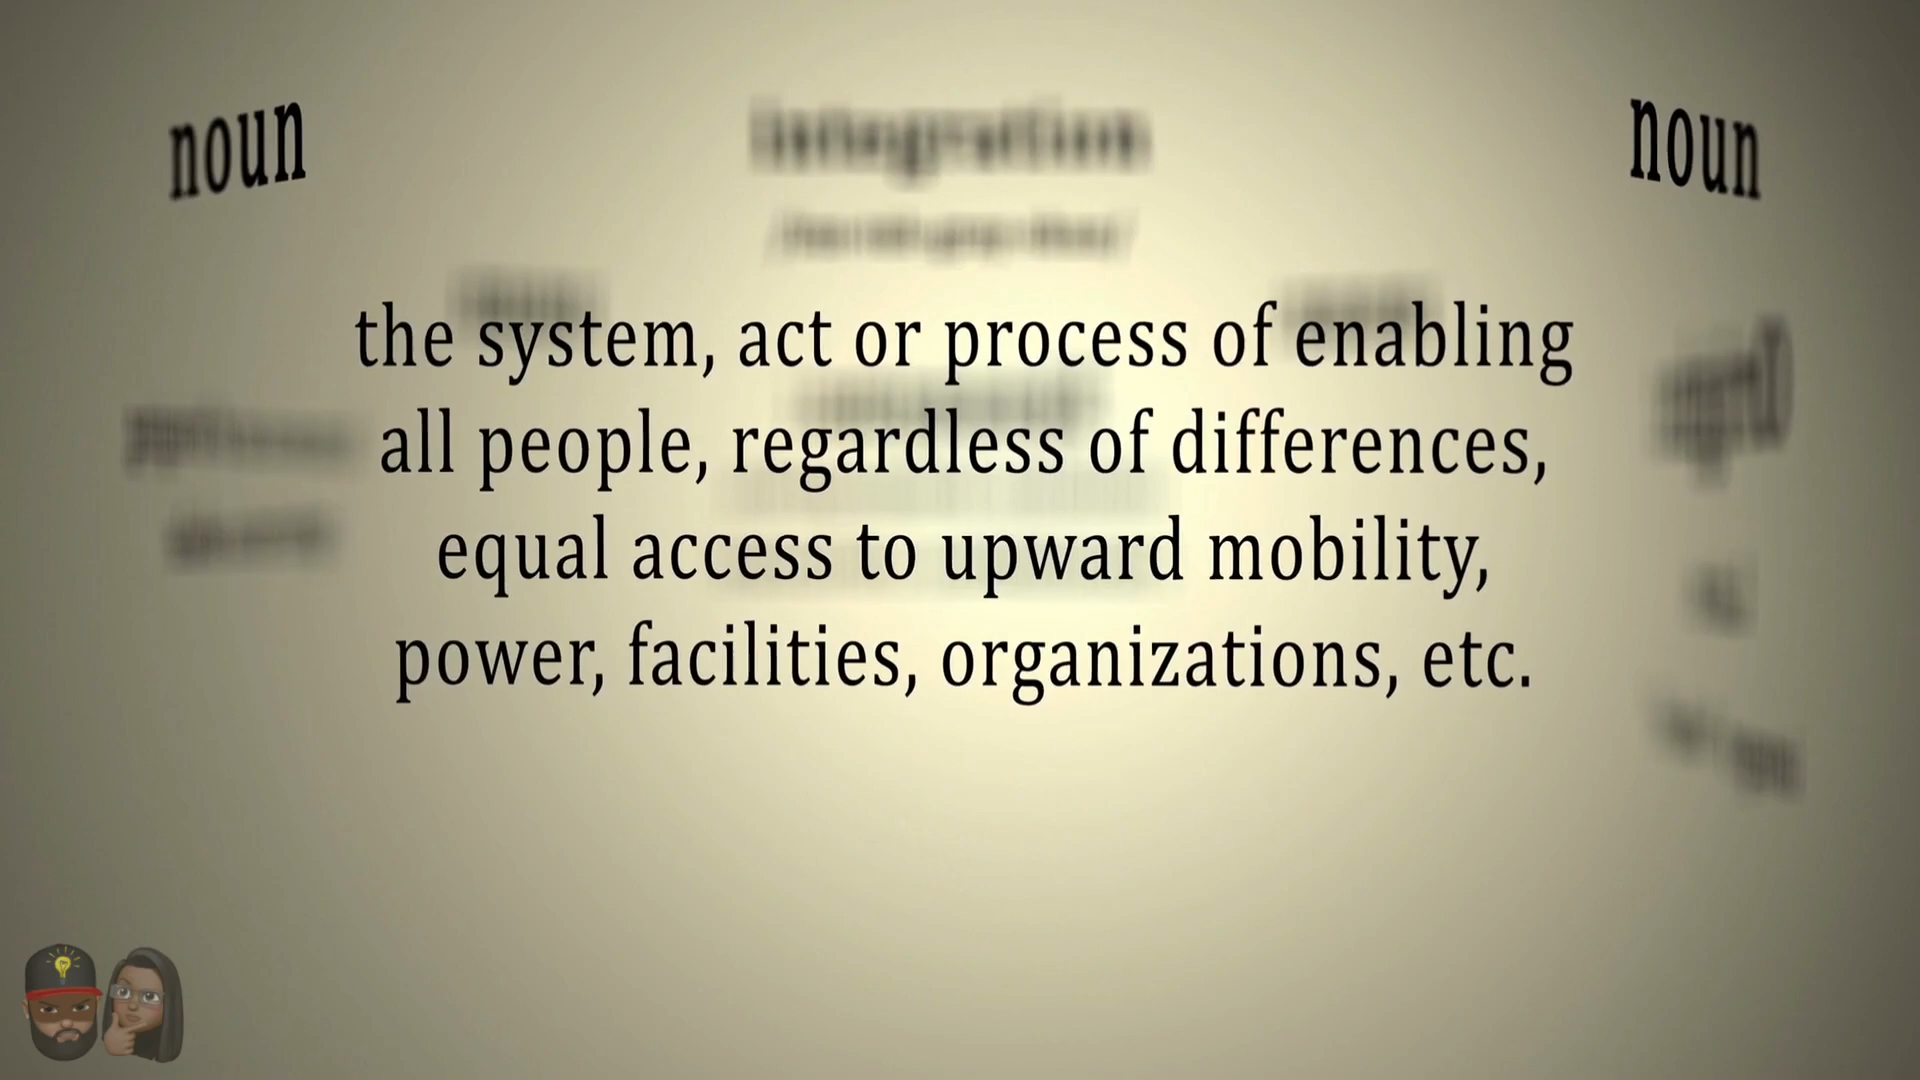 noun
integration
noun
the system, act or process of enabling
all people, regardless of differences,
equal access to upward mobility,
power, facilities, organizations, etc.